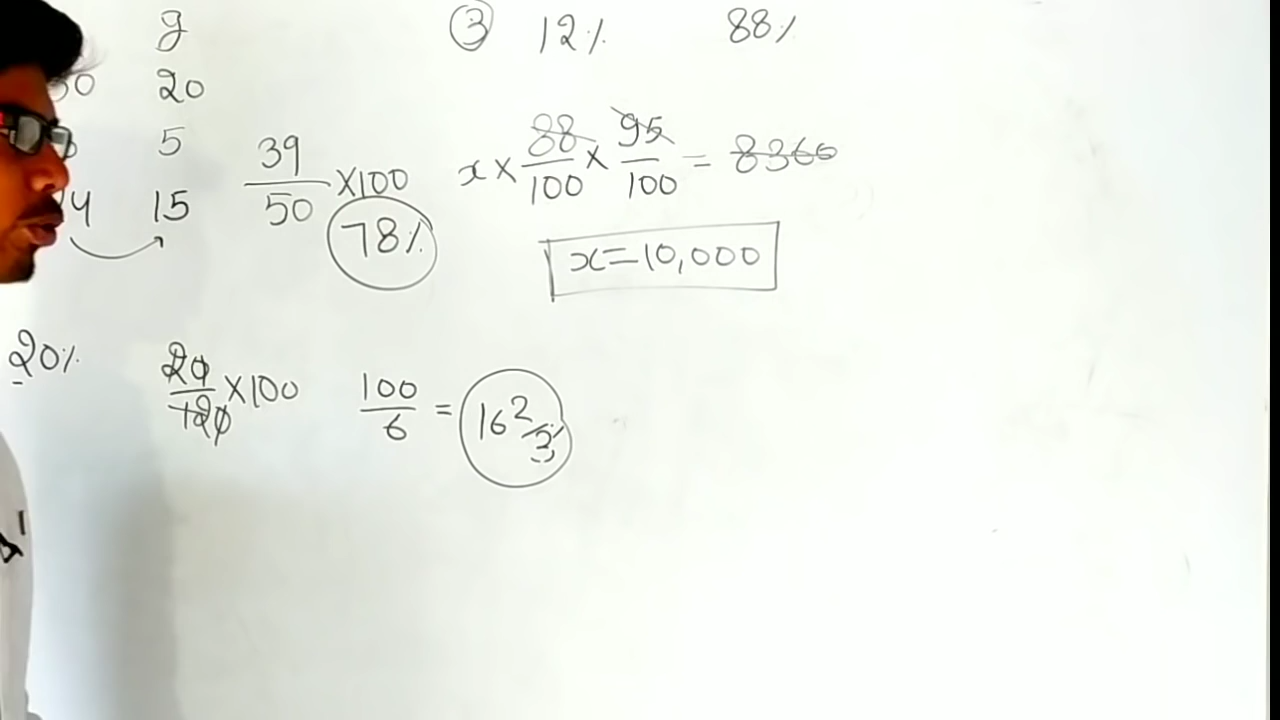 g
20
5
4 15
39/50 ×100
78%
③ 12% 88%
x × 88/100 × 95/100 = 8360
x=10,000
20%
20/120 ×100 100/6 = 16 2/3